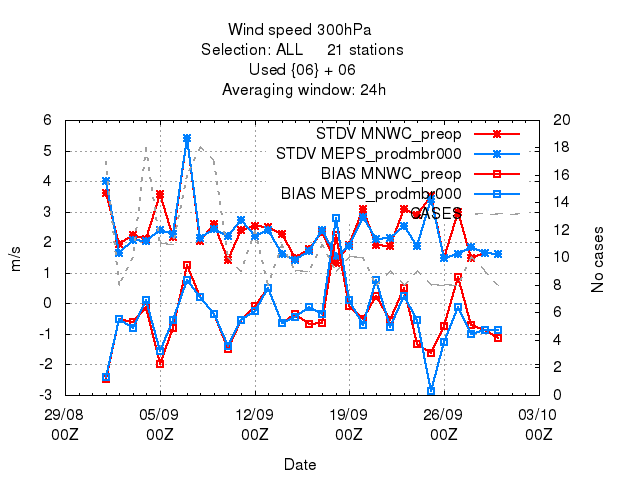 Wind speed 300hPa
Selection: ALL 21 stations
Used {06} + 06
Averaging window: 24h
STDV MNWC_preop
STDV MEPS_prodmbr000
BIAS MNWC_preop
BIAS MEPS_prodmbr000
CASES
m/s
6
5
4
3
2
1
0
-1
-2
-3
No cases
20
18
16
14
12
10
8
6
4
2
0
29/08 05/09 12/09 19/09 26/09 03/10
00Z 00Z 00Z 00Z 00Z 00Z
Date